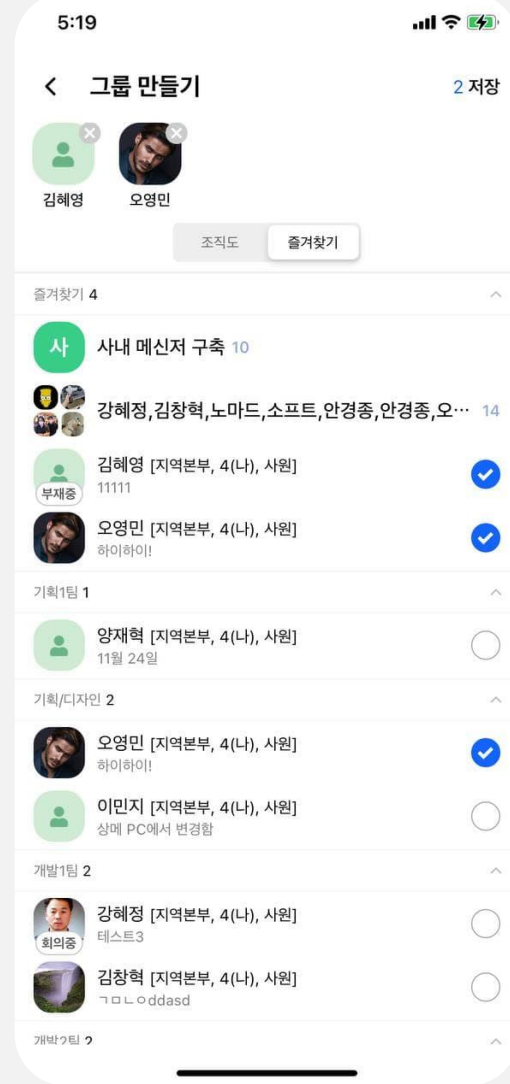 5:19
그룹 만들기
2 저장
김혜영 오영민
조직도 즐겨찾기
즐겨찾기 4
사 사내 메신저 구축 10
강혜정,김창혁,노마드,소프트,안경종,안경종,오⋯ 14
김혜영 [지역본부, 4(나), 사원]
부재중 11111
오영민 [지역본부, 4(나), 사원]
하이하이!
기획1팀 1
양재혁 [지역본부, 4(나), 사원]
11월 24일
기획/디자인 2
오영민 [지역본부, 4(나), 사원]
하이하이!
이민지 [지역본부, 4(나), 사원]
상메 PC에서 변경함
개발1팀 2
강혜정 [지역본부, 4(나), 사원]
회의중 테스트3
김창혁 [지역본부, 4(나), 사원]
ㄱㅁㄴㅇddasd
개발2팀 2